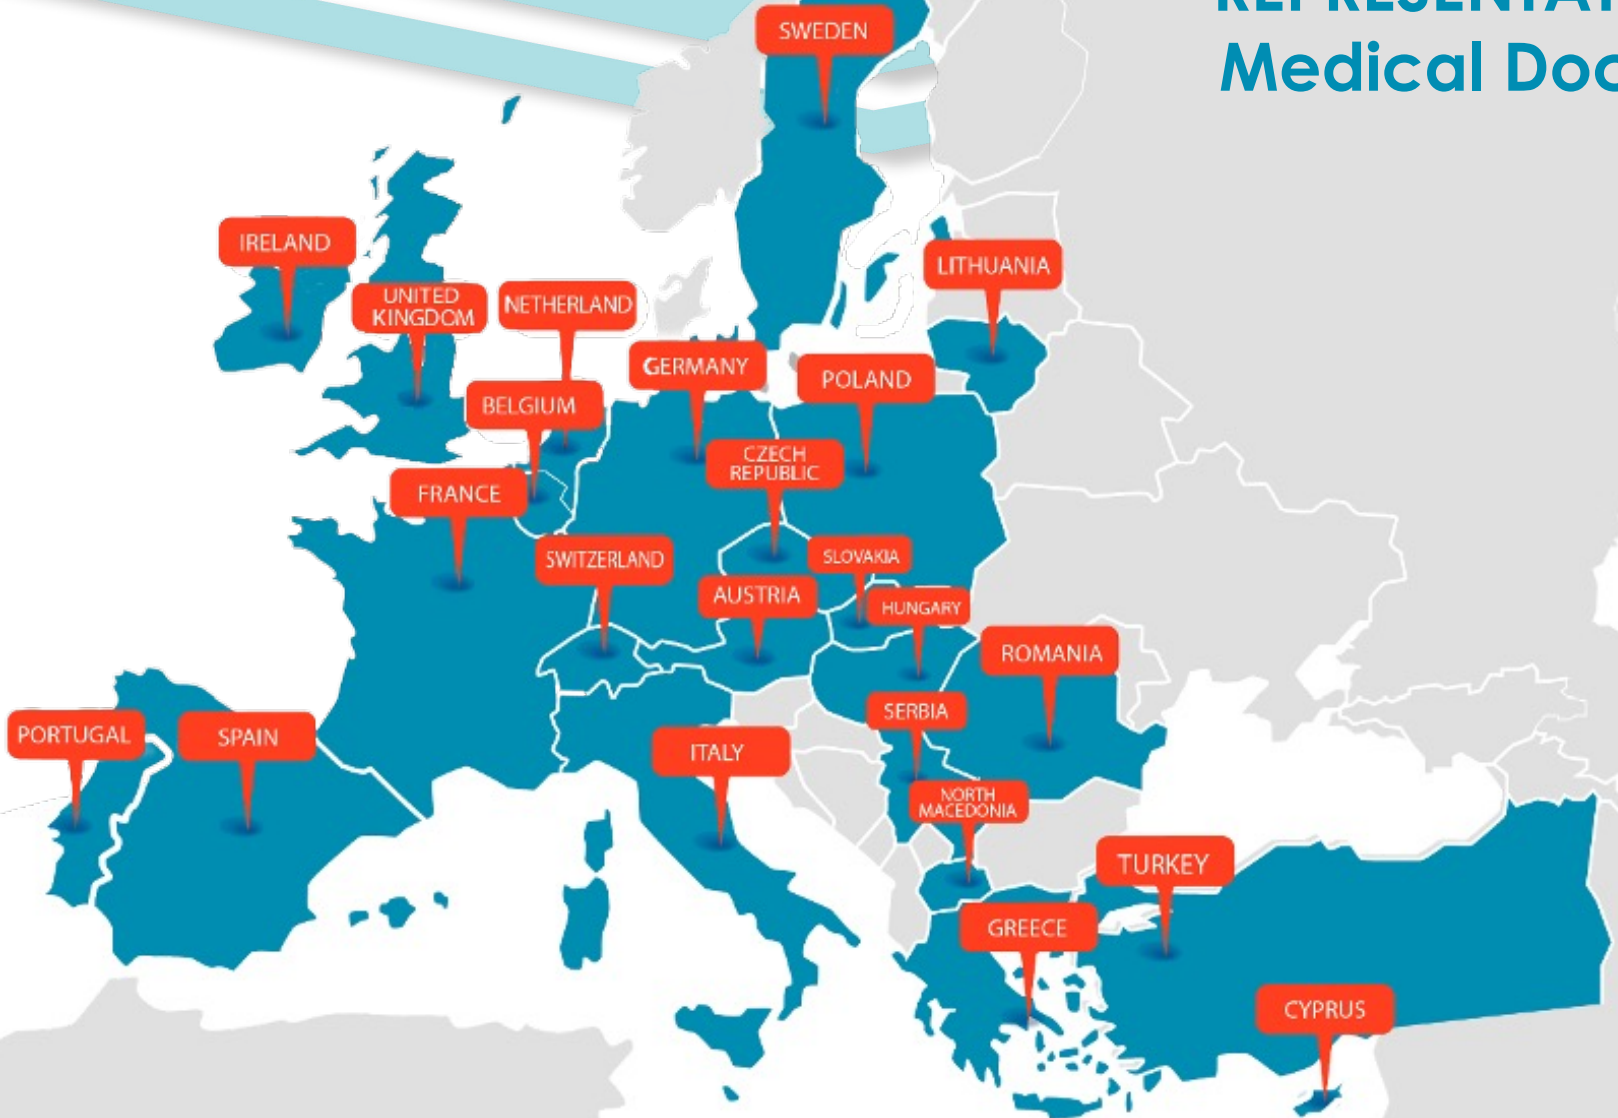 Medical Doc
SWEDEN
IRELAND
LITHUANIA
UNITED
KINGDOM
NETHERLAND
GERMANY
POLAND
BELGIUM
CZECH
REPUBLIC
FRANCE
SWITZERLAND
SLOVAKIA
AUSTRIA
HUNGARY
ROMANIA
SERBIA
PORTUGAL
SPAIN
ITALY
NORTH
MACEDONIA
TURKEY
GREECE
CYPRUS